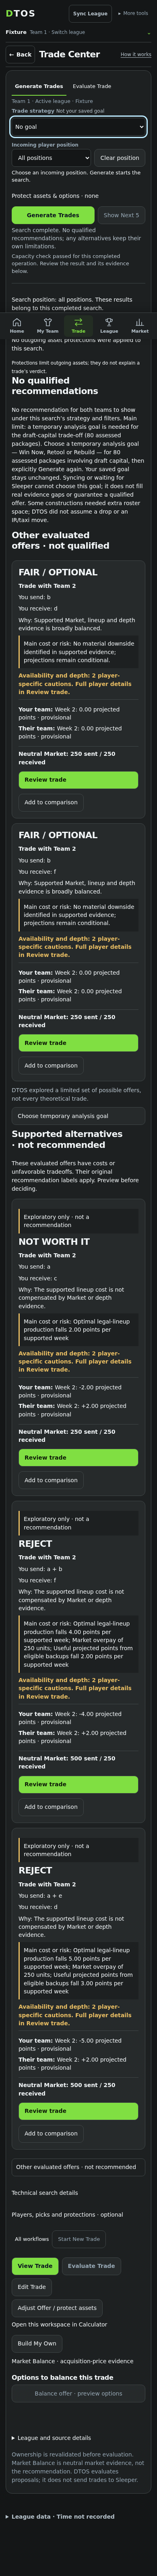 DTOS
Sync League
▸ More tools
Fixture Team 1 · Switch league
← Back
Trade Center
How it works
Generate Trades
Evaluate Trade
Team 1 · Active league · Fixture
Trade strategy Not your saved goal
No goal
Incoming player position
All positions
Clear position
Choose an incoming position. Generate starts the
search.
Protect assets & options · none
Generate Trades
Show Next 5
Search complete. No qualified
recommendations; any alternatives keep their
own limitations.
Capacity check passed for this completed
operation. Review the result and its evidence
below.
Search position: all positions. These results
belong to this completed search.
Home
My Team
Trade
League
Market
this search.
Protections limit outgoing assets; they do not explain a
trade's verdict.
No qualified
recommendations
No recommendation for both teams to show
under this search's strategy and filters. Main
limit: a draft-capital trade-off (80 assessed
packages). Choose a temporary analysis goal
— Win Now, Retool or Rebuild — for 80
assessed packages involving draft capital, then
explicitly Generate again. Your saved goal
stays unchanged. Syncing or waiting for
Sleeper cannot choose this goal; it does not fill
real evidence gaps or guarantee a qualified
offer. Some constructions needed extra roster
space; DTOS did not assume a drop or an
IR/taxi move.
Other evaluated
offers · not qualified
FAIR / OPTIONAL
Trade with Team 2
You send: b
You receive: d
Why: Supported Market, lineup and depth
evidence is broadly balanced.
Main cost or risk: No material downside
identified in supported evidence;
projections remain conditional.
Availability and depth: 2 player-
specific cautions. Full player details
in Review trade.
Your team: Week 2: 0.00 projected
points · provisional
Their team: Week 2: 0.00 projected
points · provisional
Neutral Market: 250 sent / 250
received
Review trade
Add to comparison
FAIR / OPTIONAL
Trade with Team 2
You send: b
You receive: f
Why: Supported Market, lineup and depth
evidence is broadly balanced.
Main cost or risk: No material downside
identified in supported evidence;
projections remain conditional.
Availability and depth: 2 player-
specific cautions. Full player details
in Review trade.
Your team: Week 2: 0.00 projected
points · provisional
Their team: Week 2: 0.00 projected
points · provisional
Neutral Market: 250 sent / 250
received
Review trade
Add to comparison
DTOS explored a limited set of possible offers,
not every theoretical trade.
Choose temporary analysis goal
Supported alternatives
· not recommended
These evaluated offers have costs or
unfavorable tradeoffs. Their original
recommendation labels apply. Preview before
deciding.
Exploratory only · not a
recommendation
NOT WORTH IT
Trade with Team 2
You send: a
You receive: c
Why: The supported lineup cost is not
compensated by Market or depth
evidence.
Main cost or risk: Optimal legal-lineup
production falls 2.00 points per
supported week
Availability and depth: 2 player-
specific cautions. Full player details
in Review trade.
Your team: Week 2: -2.00 projected
points · provisional
Their team: Week 2: +2.00 projected
points · provisional
Neutral Market: 250 sent / 250
received
Review trade
Add to comparison
Exploratory only · not a
recommendation
REJECT
Trade with Team 2
You send: a + b
You receive: f
Why: The supported lineup cost is not
compensated by Market or depth
evidence.
Main cost or risk: Optimal legal-lineup
production falls 4.00 points per
supported week; Market overpay of
250 units; Useful projected points from
eligible backups fall 2.00 points per
supported week
Availability and depth: 2 player-
specific cautions. Full player details
in Review trade.
Your team: Week 2: -4.00 projected
points · provisional
Their team: Week 2: +2.00 projected
points · provisional
Neutral Market: 500 sent / 250
received
Review trade
Add to comparison
Exploratory only · not a
recommendation
REJECT
Trade with Team 2
You send: a + e
You receive: d
Why: The supported lineup cost is not
compensated by Market or depth
evidence.
Main cost or risk: Optimal legal-lineup
production falls 5.00 points per
supported week; Market overpay of
250 units; Useful projected points from
eligible backups fall 3.00 points per
supported week
Availability and depth: 2 player-
specific cautions. Full player details
in Review trade.
Your team: Week 2: -5.00 projected
points · provisional
Their team: Week 2: +2.00 projected
points · provisional
Neutral Market: 500 sent / 250
received
Review trade
Add to comparison
Other evaluated offers · not recommended
Technical search details
Players, picks and protections · optional
All workflows
Start New Trade
View Trade
Evaluate Trade
Edit Trade
Adjust Offer / protect assets
Open this workspace in Calculator
Build My Own
Market Balance · acquisition-price evidence
Options to balance this trade
Balance offer · preview options
▸ League and source details
Ownership is revalidated before evaluation.
Market Balance is neutral market evidence, not
the recommendation. DTOS evaluates
proposals; it does not send trades to Sleeper.
▸ League data · Time not recorded